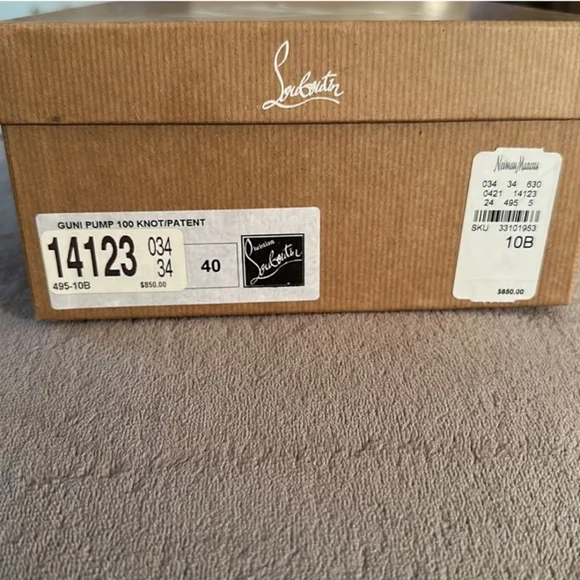 Louboutin
GUNI PUMP 100 KNOT/PATENT
14123 034
34
495-10B $850.00
40
Christian
Louboutin
Neiman Marcus
034 34 630
0421 14123
24 495 5
SKU 33101953
10B
$850.00